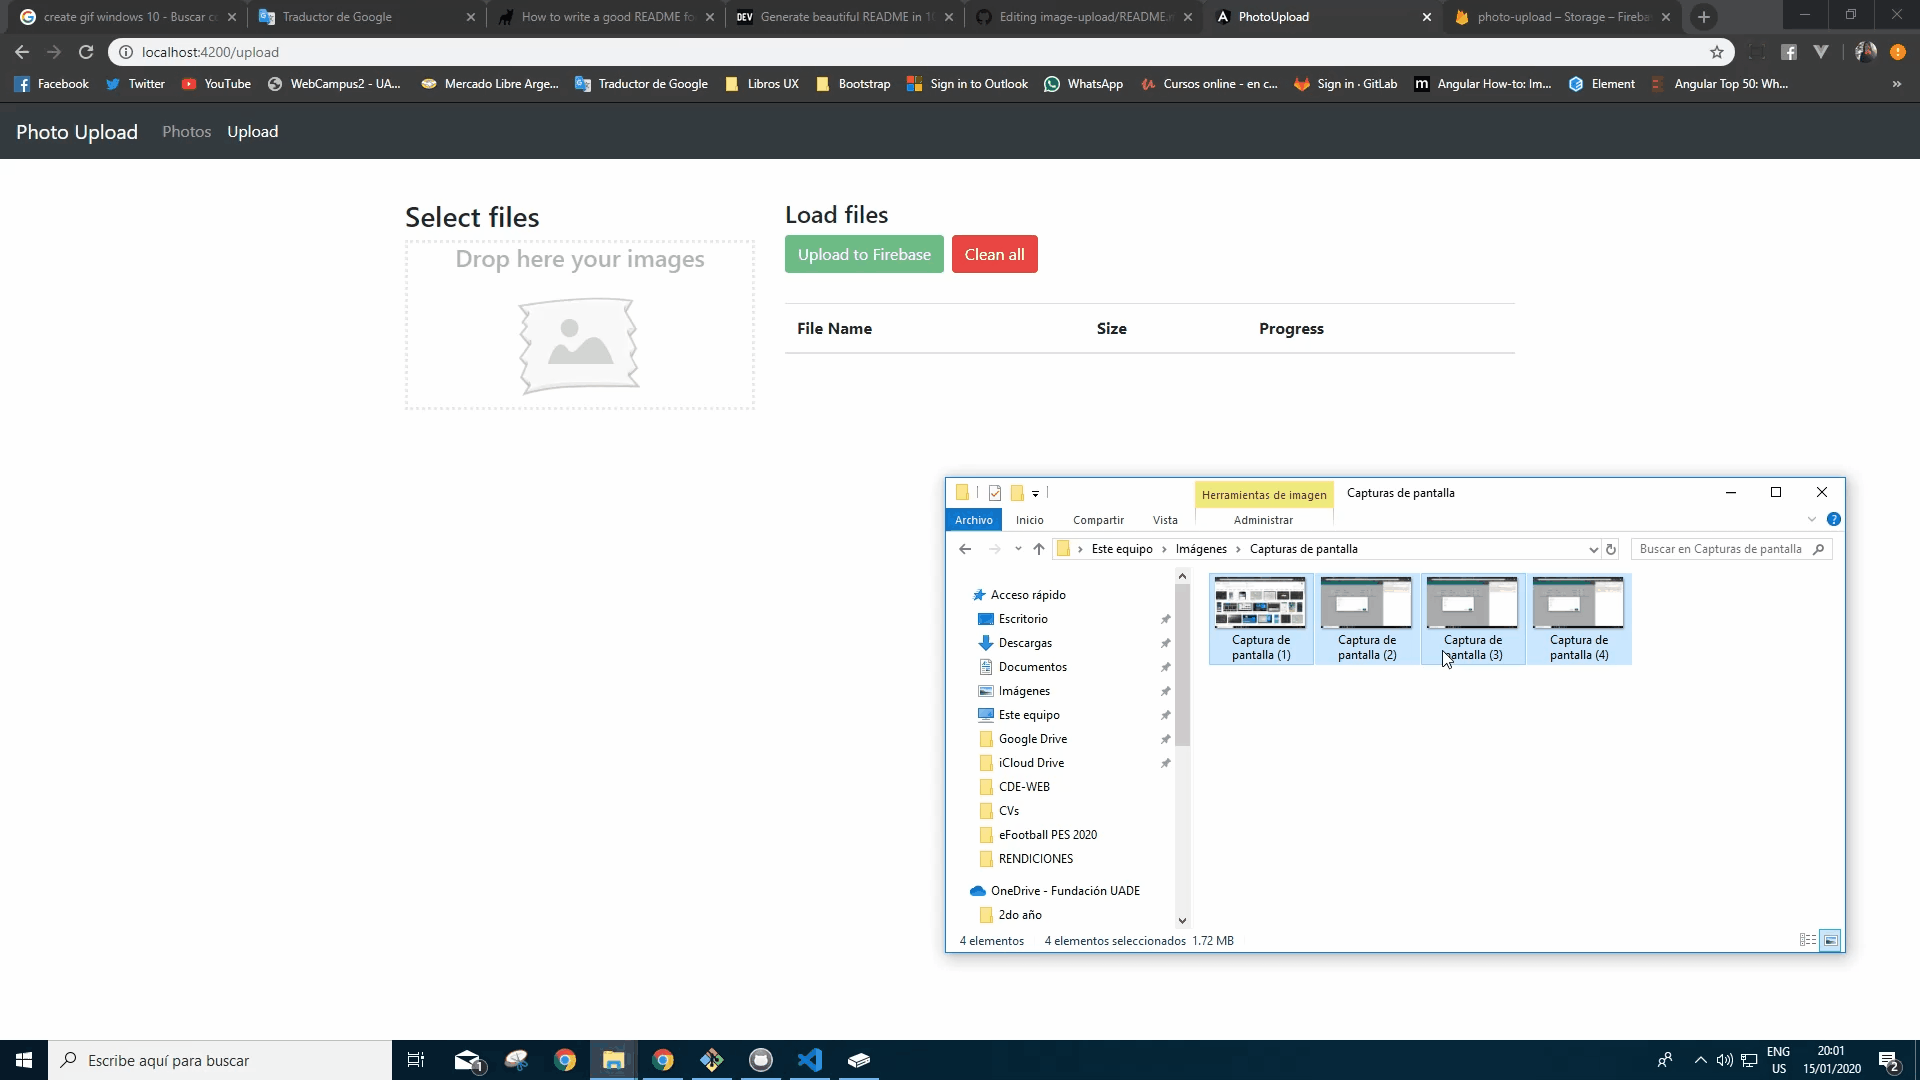 create gif windows 10 - Buscar c
Traductor de Google
How to write a good README fo
DEV Generate beautiful README in 1
Editing image-upload/README.m
PhotoUpload
photo-upload – Storage – Fireba
localhost:4200/upload
Facebook
Twitter
YouTube
WebCampus2 - UA...
Mercado Libre Arge...
Traductor de Google
Libros UX
Bootstrap
Sign in to Outlook
WhatsApp
Cursos online - en c...
Sign in · GitLab
m Angular How-to: Im...
Element
Angular Top 50: Wh...
»
Photo Upload Photos Upload
Select files
Drop here your images
Load files
Upload to Firebase Clean all
File Name Size Progress
Herramientas de imagen Capturas de pantalla
Archivo Inicio Compartir Vista Administrar
Este equipo › Imágenes › Capturas de pantalla
Buscar en Capturas de pantalla
Acceso rápido
Escritorio
Descargas
Documentos
Imágenes
Este equipo
Google Drive
iCloud Drive
CDE-WEB
CVs
eFootball PES 2020
RENDICIONES
OneDrive - Fundación UADE
2do año
Captura de
pantalla (1)
Captura de
pantalla (2)
Captura de
pantalla (3)
Captura de
pantalla (4)
4 elementos 4 elementos seleccionados 1.72 MB
Escribe aquí para buscar
1
ENG
US
20:01
15/01/2020
2